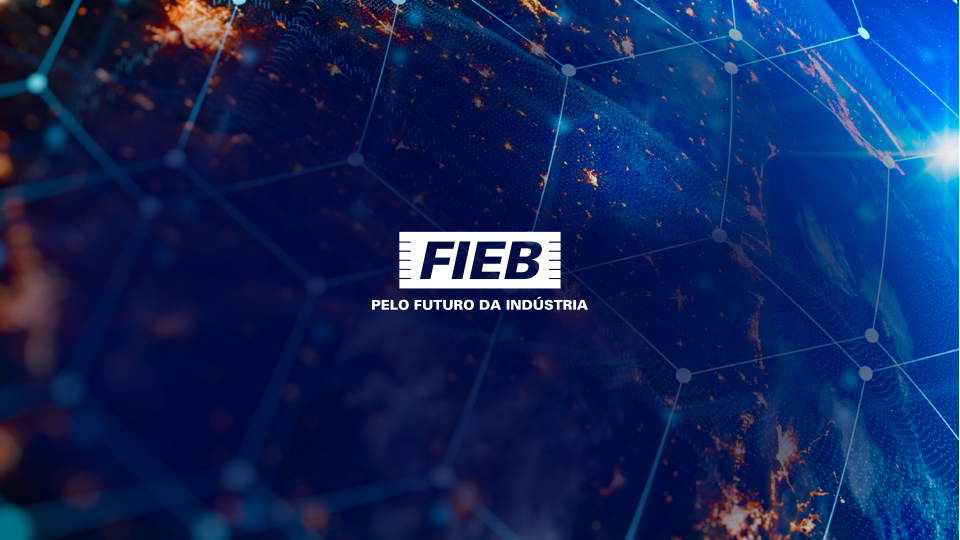 FIEB
PELO FUTURO DA INDÚSTRIA